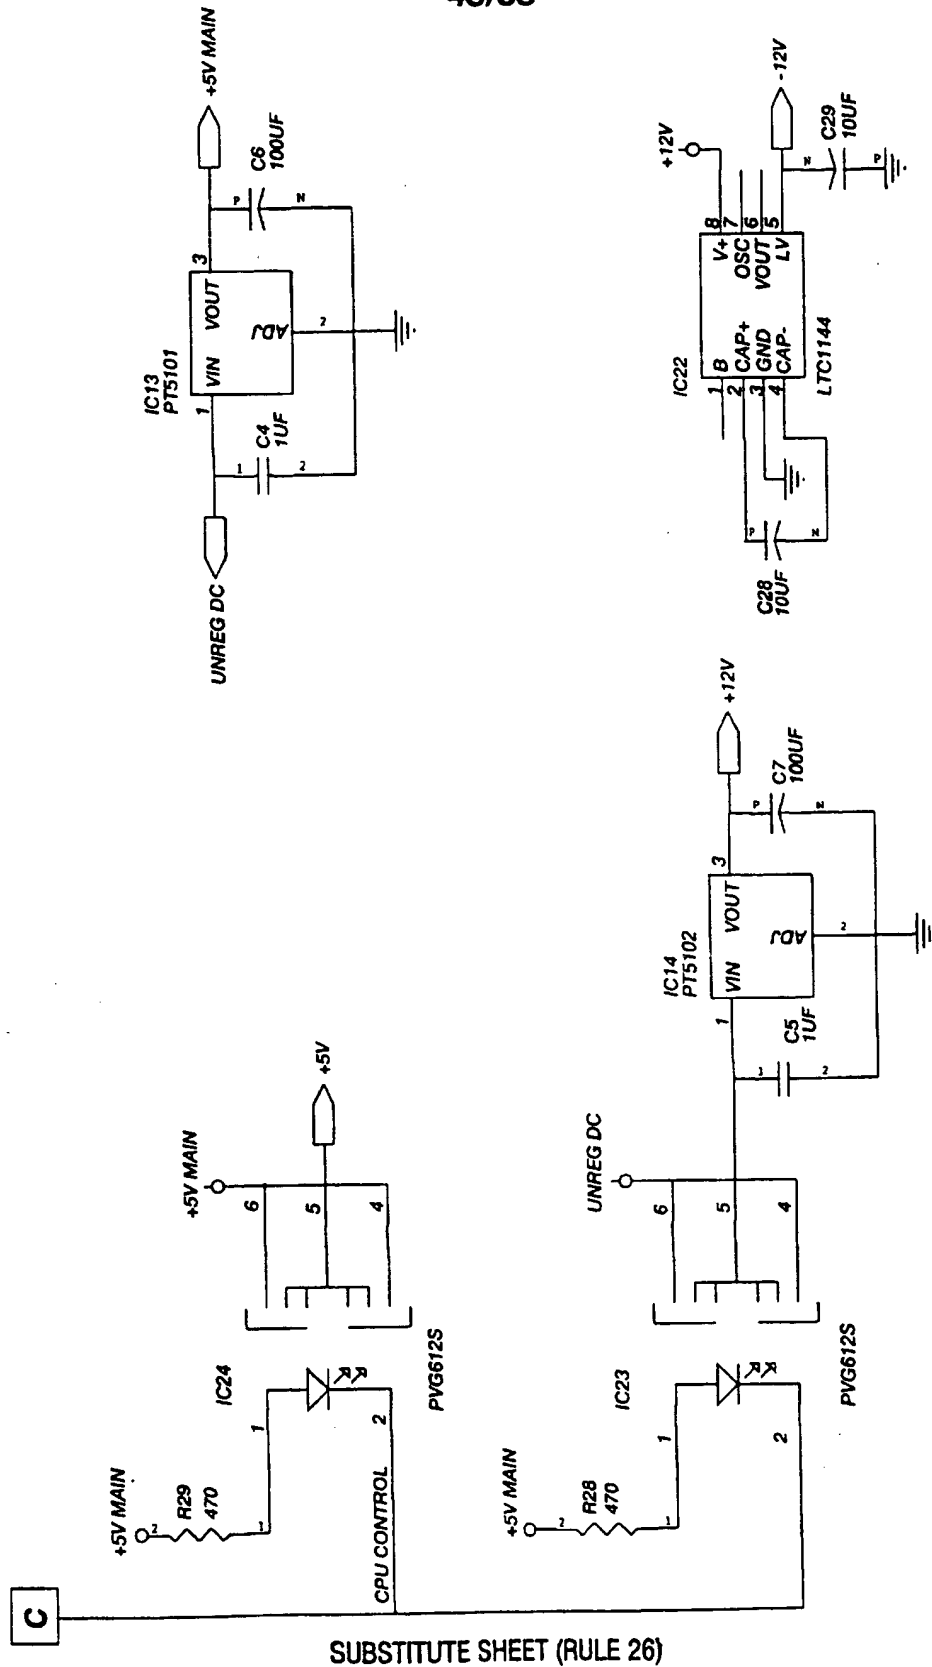 C
CPU CONTROL
+5V MAIN
2
R29
470
1
1
IC24
2
PVG612S
+5V MAIN
6
5
4
+5V
UNREG DC
1
C4
1UF
2
1
IC13
PT5101
VIN
VOUT
ADJ
2
3
P
C6
100UF
N
+5V MAIN
+5V MAIN
2
R28
470
1
1
IC23
2
PVG612S
UNREG DC
6
5
4
1
C5
1UF
2
1
IC14
PT5102
VIN
VOUT
ADJ
2
3
P
C7
100UF
N
+12V
C28
10UF
P
N
IC22
1 B
2 CAP+
3 GND
4 CAP-
V+ 8
OSC 7
VOUT 6
LV 5
LTC1144
+12V
-12V
N
C29
10UF
P
SUBSTITUTE SHEET (RULE 26)